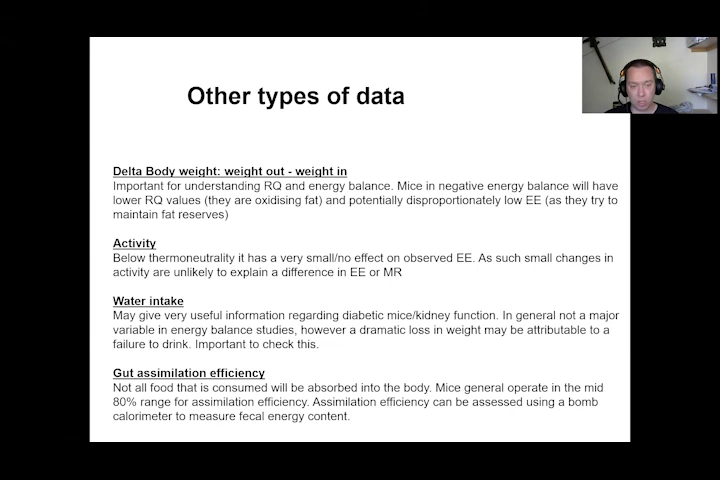 Other types of data
Delta Body weight: weight out - weight in
Important for understanding RQ and energy balance. Mice in negative energy balance will have
lower RQ values (they are oxidising fat) and potentially disproportionately low EE (as they try to
maintain fat reserves)
Activity
Below thermoneutrality it has a very small/no effect on observed EE. As such small changes in
activity are unlikely to explain a difference in EE or MR
Water intake
May give very useful information regarding diabetic mice/kidney function. In general not a major
variable in energy balance studies, however a dramatic loss in weight may be attributable to a
failure to drink. Important to check this.
Gut assimilation efficiency
Not all food that is consumed will be absorbed into the body. Mice general operate in the mid
80% range for assimilation efficiency. Assimilation efficiency can be assessed using a bomb
calorimeter to measure fecal energy content.